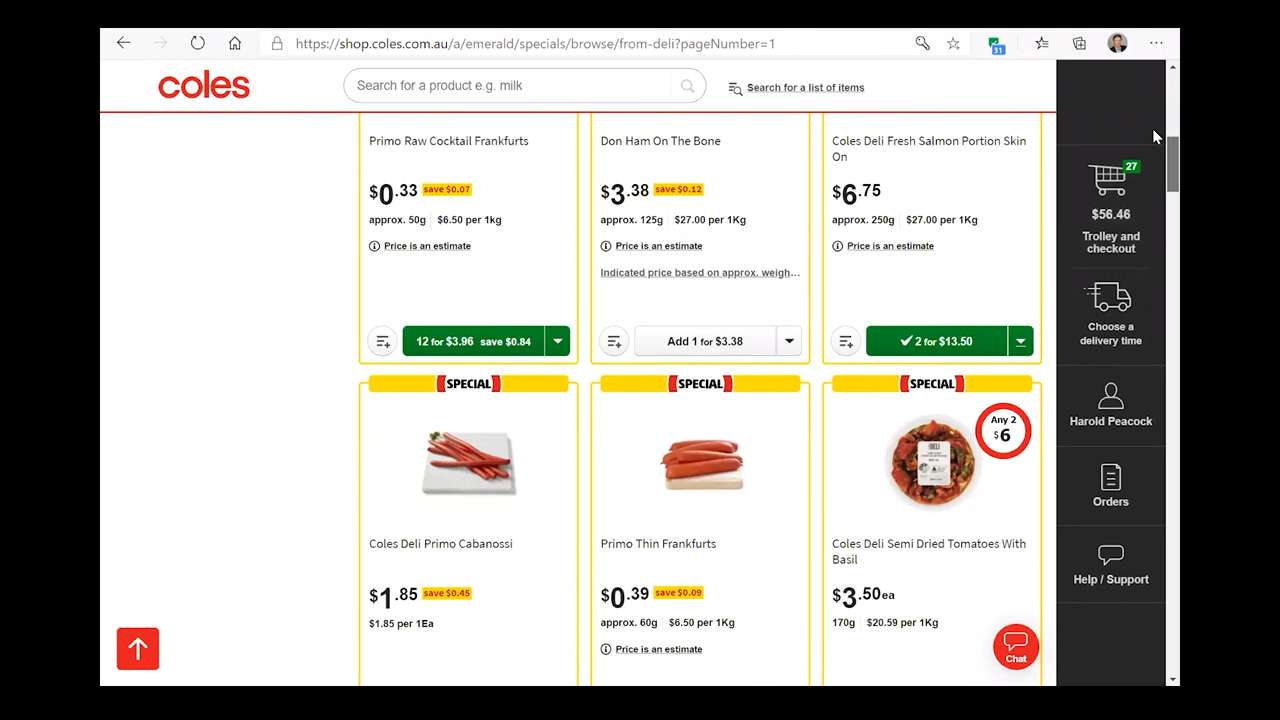 https://shop.coles.com.au/a/emerald/specials/browse/from-deli?pageNumber=1
31
coles
Search for a product e.g. milk
Search for a list of items
Primo Raw Cocktail Frankfurts
$0.33 save $0.07
approx. 50g $6.50 per 1kg
Price is an estimate
12 for $3.96 save $0.84
Don Ham On The Bone
$3.38 save $0.12
approx. 125g $27.00 per 1Kg
Price is an estimate
Indicated price based on approx. weigh...
Add 1 for $3.38
Coles Deli Fresh Salmon Portion Skin
On
$6.75
approx. 250g $27.00 per 1Kg
Price is an estimate
2 for $13.50
SPECIAL
Coles Deli Primo Cabanossi
$1.85 save $0.45
$1.85 per 1Ea
SPECIAL
Primo Thin Frankfurts
$0.39 save $0.09
approx. 60g $6.50 per 1Kg
Price is an estimate
SPECIAL
Any 2
$6
Coles Deli Semi Dried Tomatoes With
Basil
$3.50ea
170g $20.59 per 1Kg
Chat
27
$56.46
Trolley and
checkout
Choose a
delivery time
Harold Peacock
Orders
Help / Support